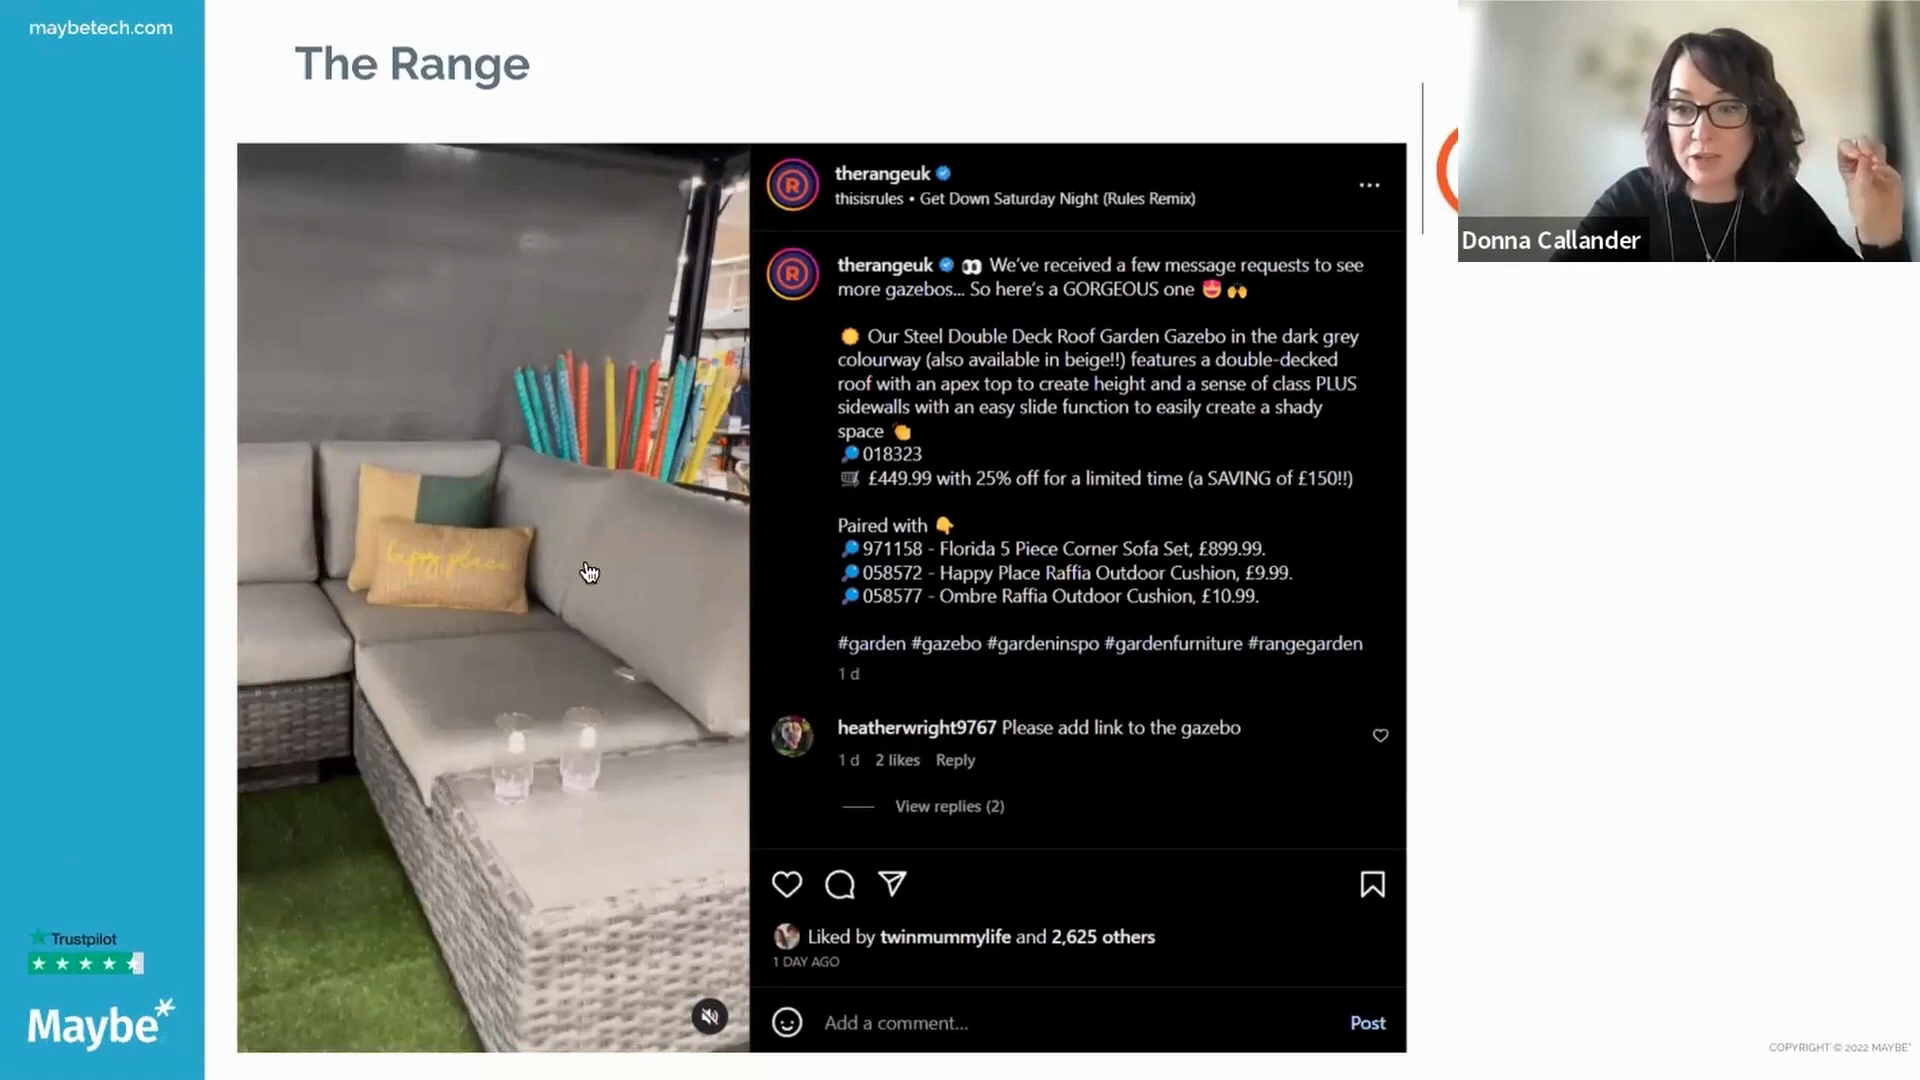 maybetech.com
The Range
Donna Callander
therangeuk
thisisrules • Get Down Saturday Night (Rules Remix)
therangeuk 👀 We've received a few message requests to see
more gazebos... So here's a GORGEOUS one 😍 🙌
☀️ Our Steel Double Deck Roof Garden Gazebo in the dark grey
colourway (also available in beige!!) features a double-decked
roof with an apex top to create height and a sense of class PLUS
sidewalls with an easy slide function to easily create a shady
space 👏
🔎 018323
🛒 £449.99 with 25% off for a limited time (a SAVING of £150!!)
Paired with 👇
🔎 971158 - Florida 5 Piece Corner Sofa Set, £899.99.
🔎 058572 - Happy Place Raffia Outdoor Cushion, £9.99.
🔎 058577 - Ombre Raffia Outdoor Cushion, £10.99.
#garden #gazebo #gardeninspo #gardenfurniture #rangegarden
1 d
heatherwright9767 Please add link to the gazebo
1 d 2 likes Reply
View replies (2)
Liked by twinmummylife and 2,625 others
1 DAY AGO
Add a comment... Post
happy place
R
R
Trustpilot
Maybe*
COPYRIGHT © 2022 MAYBE*